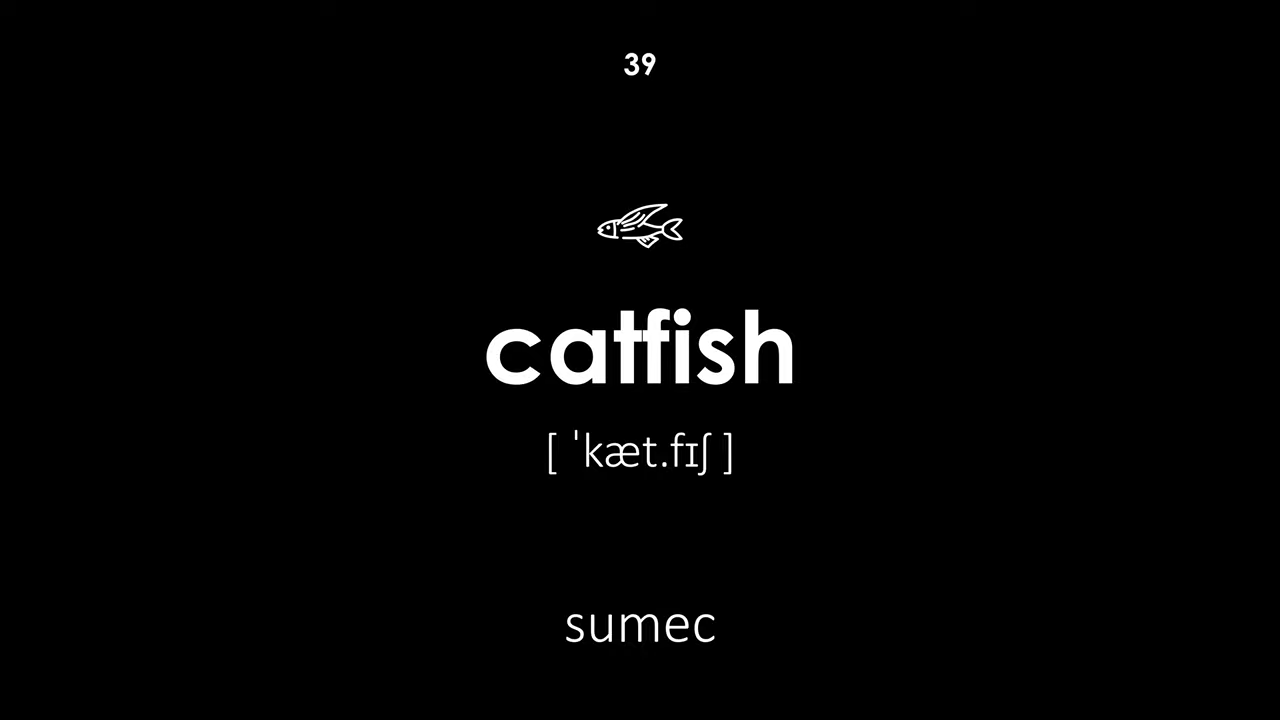 39
catfish
[ ˈkæt.fɪʃ ]
sumec